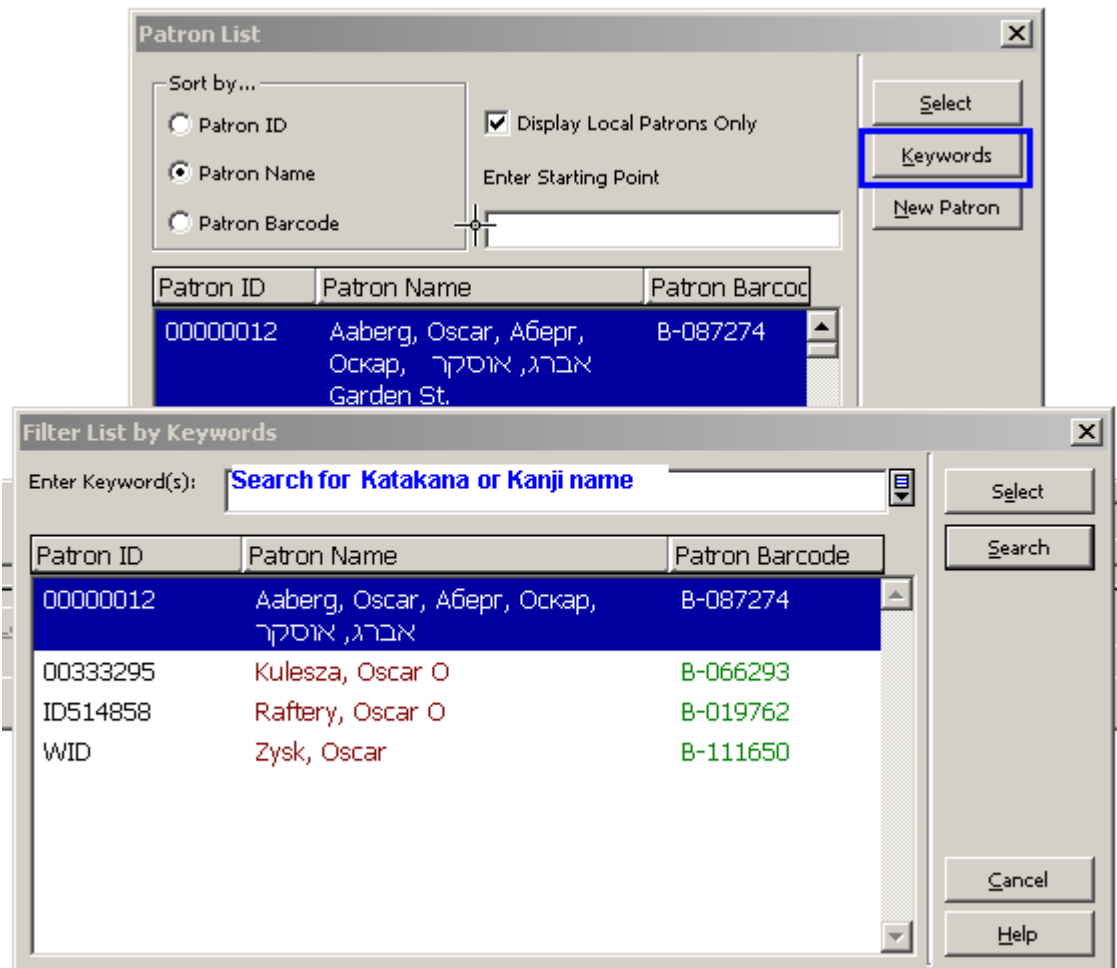 Patron List
Sort by...
Patron ID
Patron Name
Patron Barcode
Display Local Patrons Only
Enter Starting Point
Select
Keywords
New Patron
Patron ID Patron Name Patron Barcod
00000012 Aaberg, Oscar, Аберг, B-087274
Оскар, אברג, אוסקר
Garden St.
Filter List by Keywords
Enter Keyword(s): Search for Katakana or Kanji name
Select
Search
Patron ID Patron Name Patron Barcode
00000012 Aaberg, Oscar, Аберг, Оскар, B-087274
אברג, אוסקר
00333295 Kulesza, Oscar O B-066293
ID514858 Raftery, Oscar O B-019762
WID Zysk, Oscar B-111650
Cancel
Help